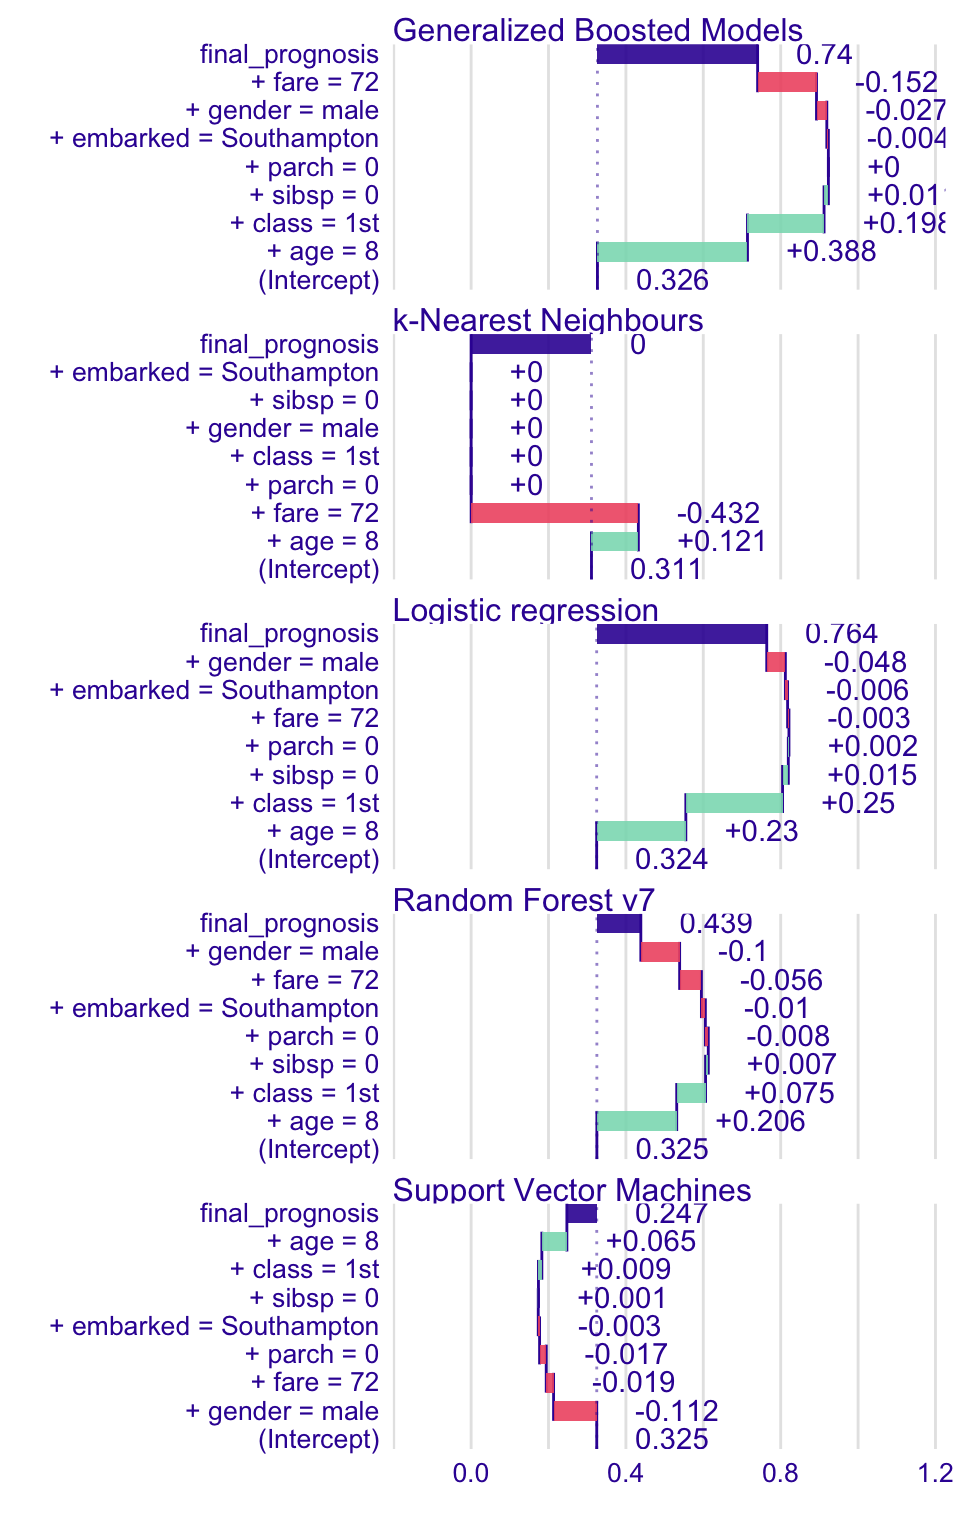 Generalized Boosted Models
final_prognosis 0.74
+ fare = 72 -0.152
+ gender = male -0.027
+ embarked = Southampton -0.004
+ parch = 0 +0
+ sibsp = 0 +0.01
+ class = 1st +0.198
+ age = 8 +0.388
(Intercept) 0.326
k-Nearest Neighbours
final_prognosis 0
+ embarked = Southampton +0
+ sibsp = 0 +0
+ gender = male +0
+ class = 1st +0
+ parch = 0 +0
+ fare = 72 -0.432
+ age = 8 +0.121
(Intercept) 0.311
Logistic regression
final_prognosis 0.764
+ gender = male -0.048
+ embarked = Southampton -0.006
+ fare = 72 -0.003
+ parch = 0 +0.002
+ sibsp = 0 +0.015
+ class = 1st +0.25
+ age = 8 +0.23
(Intercept) 0.324
Random Forest v7
final_prognosis 0.439
+ gender = male -0.1
+ fare = 72 -0.056
+ embarked = Southampton -0.01
+ parch = 0 -0.008
+ sibsp = 0 +0.007
+ class = 1st +0.075
+ age = 8 +0.206
(Intercept) 0.325
Support Vector Machines
final_prognosis 0.247
+ age = 8 +0.065
+ class = 1st +0.009
+ sibsp = 0 +0.001
+ embarked = Southampton -0.003
+ parch = 0 -0.017
+ fare = 72 -0.019
+ gender = male -0.112
(Intercept) 0.325
0.0 0.4 0.8 1.2